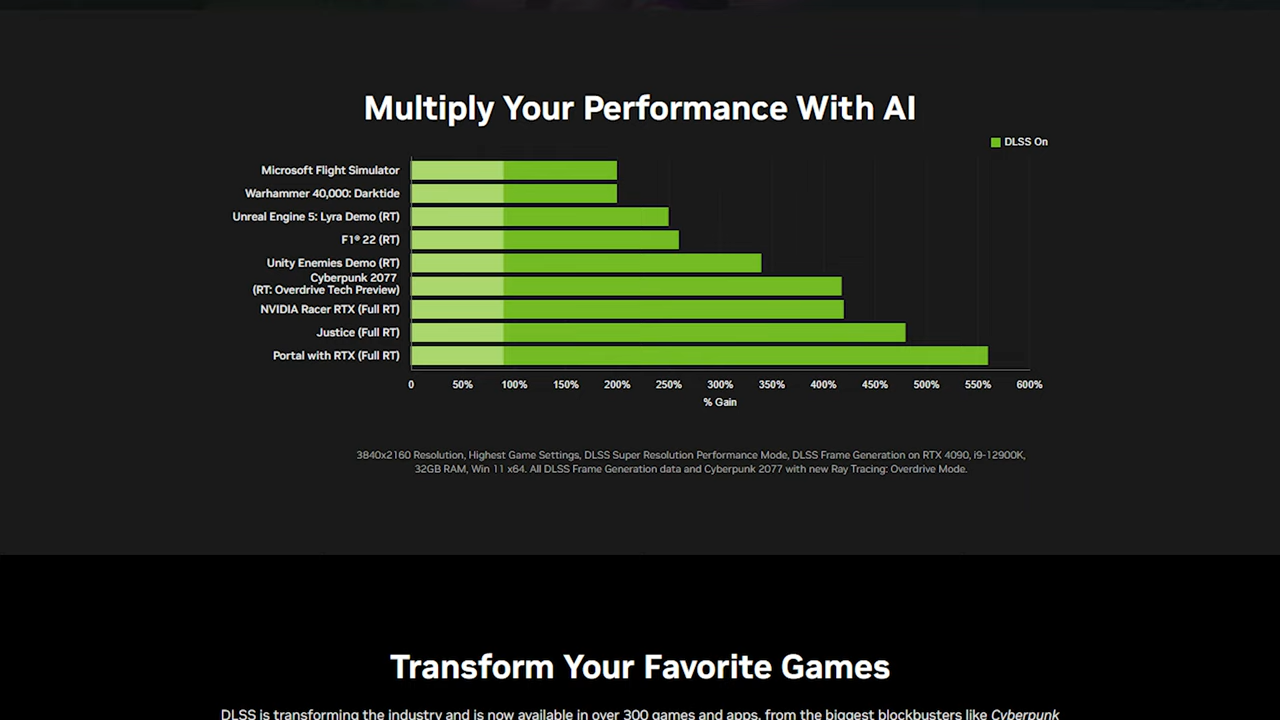 Multiply Your Performance With AI
DLSS On
Microsoft Flight Simulator
Warhammer 40,000: Darktide
Unreal Engine 5: Lyra Demo (RT)
F1® 22 (RT)
Unity Enemies Demo (RT)
Cyberpunk 2077
(RT: Overdrive Tech Preview)
NVIDIA Racer RTX (Full RT)
Justice (Full RT)
Portal with RTX (Full RT)
0 50% 100% 150% 200% 250% 300% 350% 400% 450% 500% 550% 600%
% Gain
3840x2160 Resolution, Highest Game Settings, DLSS Super Resolution Performance Mode, DLSS Frame Generation on RTX 4090, i9-12900K,
32GB RAM, Win 11 x64. All DLSS Frame Generation data and Cyberpunk 2077 with new Ray Tracing: Overdrive Mode.
Transform Your Favorite Games
DLSS is transforming the industry and is now available in over 300 games and apps, from the biggest blockbusters like Cyberpunk